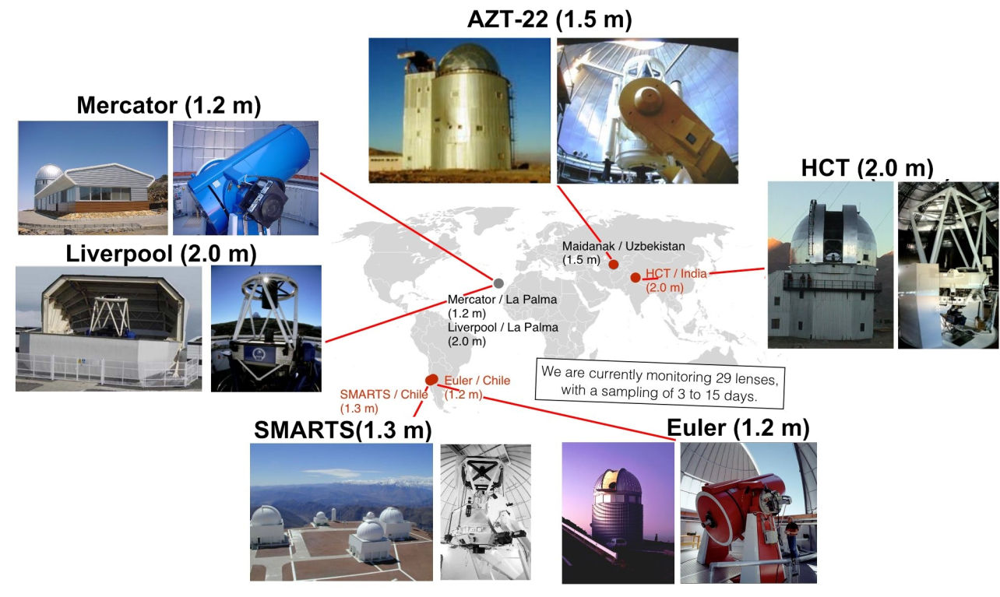 AZT-22 (1.5 m)
Mercator (1.2 m)
HCT (2.0 m)
Liverpool (2.0 m)
Maidanak / Uzbekistan
(1.5 m)
HCT / India
(2.0 m)
Mercator / La Palma
(1.2 m)
Liverpool / La Palma
(2.0 m)
We are currently monitoring 29 lenses,
with a sampling of 3 to 15 days.
Euler / Chile
(1.2 m)
SMARTS / Chile
(1.3 m)
SMARTS(1.3 m)
Euler (1.2 m)